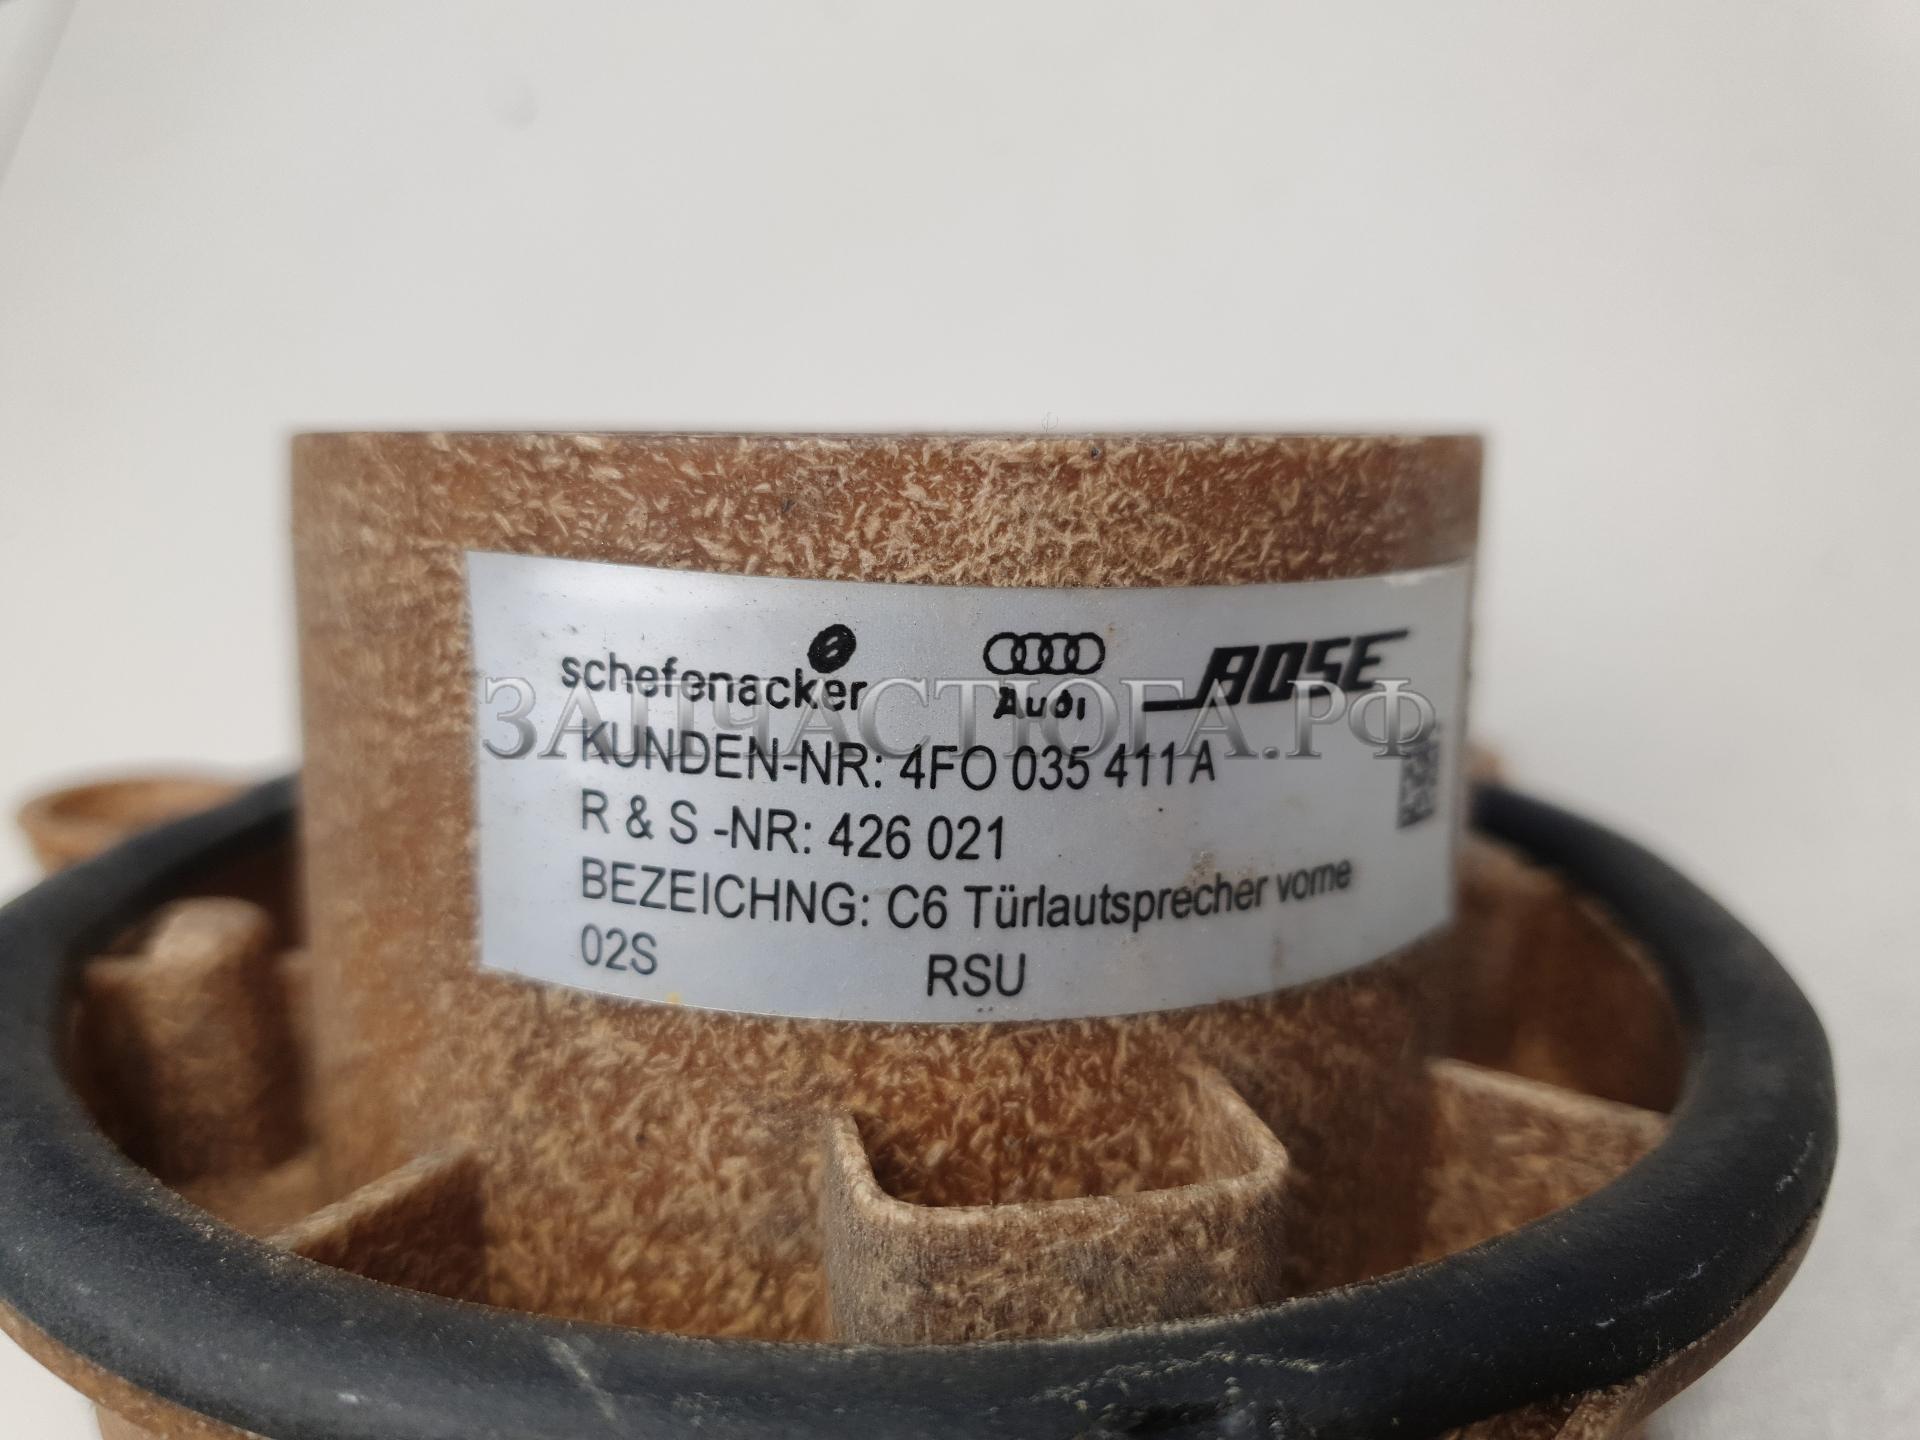 schefenacker Audi BOSE
ЗАПЧАСТЮГА.РФ
KUNDEN-NR: 4FO 035 411 A
R & S -NR: 426 021
BEZEICHNG: C6 Türlautsprecher vorne
02S RSU